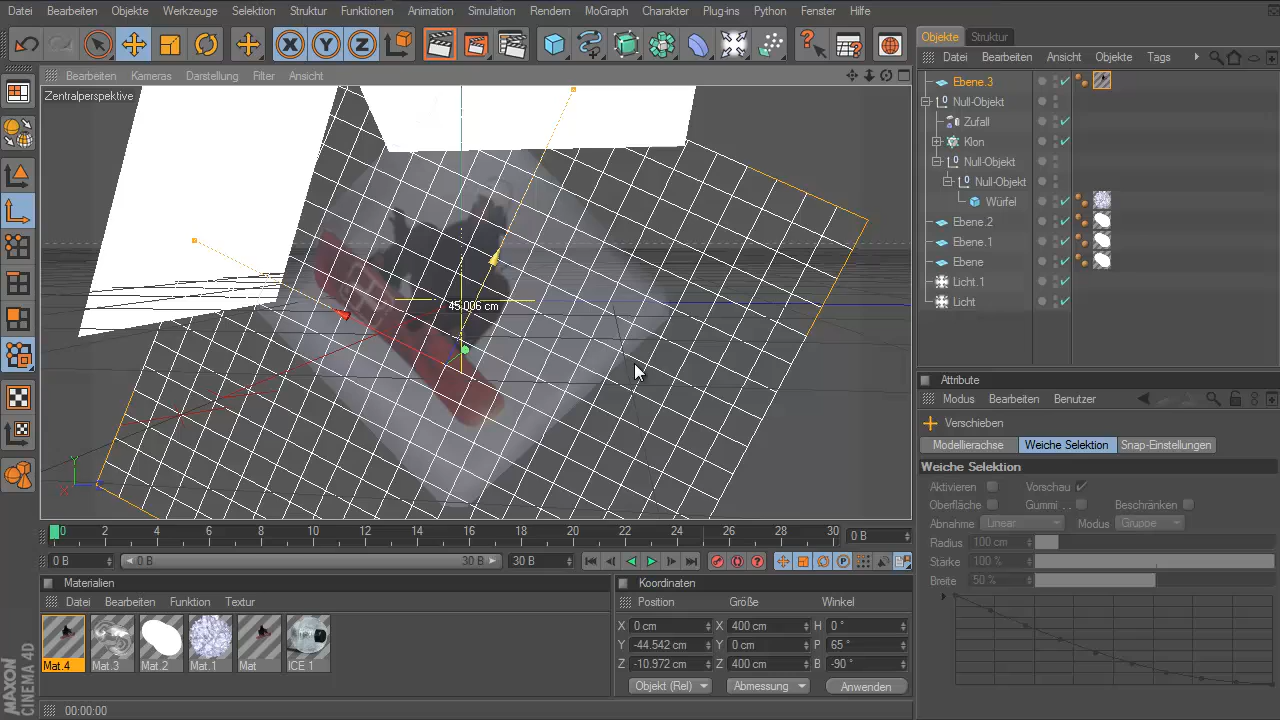 Datei Bearbeiten Objekte Werkzeuge Selektion Struktur Funktionen Animation Simulation Rendern MoGraph Charakter Plug-ins Python Fenster Hilfe
Objekte Struktur
Datei Bearbeiten Ansicht Objekte Tags
Bearbeiten Kameras Darstellung Filter Ansicht
Zentralperspektive
Ebene.3
Null-Objekt
Zufall
Klon
Null-Objekt
Null-Objekt
Würfel
Ebene.2
Ebene.1
Ebene
Licht.1
Licht
45.006 cm
Y
X
Z
Attribute
Modus Bearbeiten Benutzer
Verschieben
Modellierachse Weiche Selektion Snap-Einstellungen
Weiche Selektion
Aktivieren Vorschau
Oberfläche Gummi . . Beschränken
Abnahme Linear Modus Gruppe
Radius 100 cm
Stärke 100 %
Breite 50 %
0 2 4 6 8 10 12 14 16 18 20 22 24 26 28 30 0 B
0 B 0 B 30 B 30 B
Materialien
Datei Bearbeiten Funktion Textur
Mat.4 Mat.3 Mat.2 Mat.1 Mat ICE 1
Koordinaten
Position Größe Winkel
X 0 cm X 400 cm H 0 °
Y -44.542 cm Y 0 cm P 65 °
Z -10.972 cm Z 400 cm B -90 °
Objekt (Rel) Abmessung Anwenden
MAXON
CINEMA 4D
00:00:00